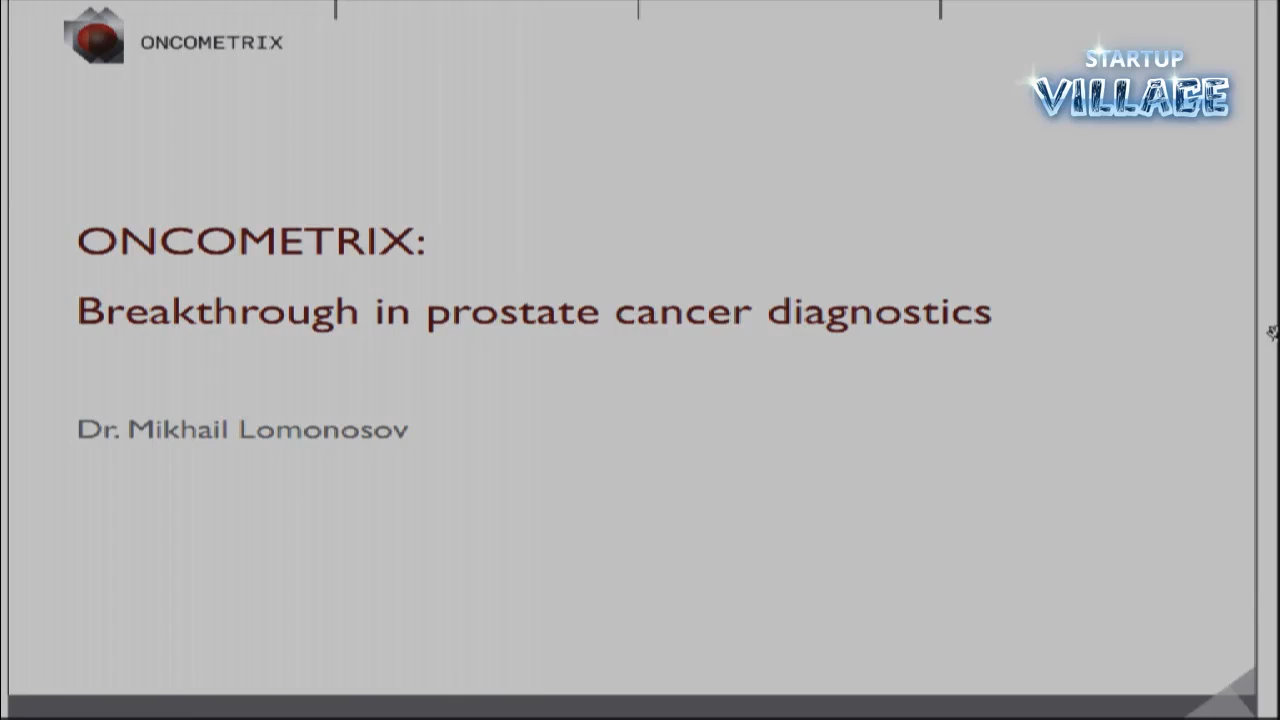 ONCOMETRIX
STARTUP
VILLAGE
ONCOMETRIX:
Breakthrough in prostate cancer diagnostics
Dr. Mikhail Lomonosov